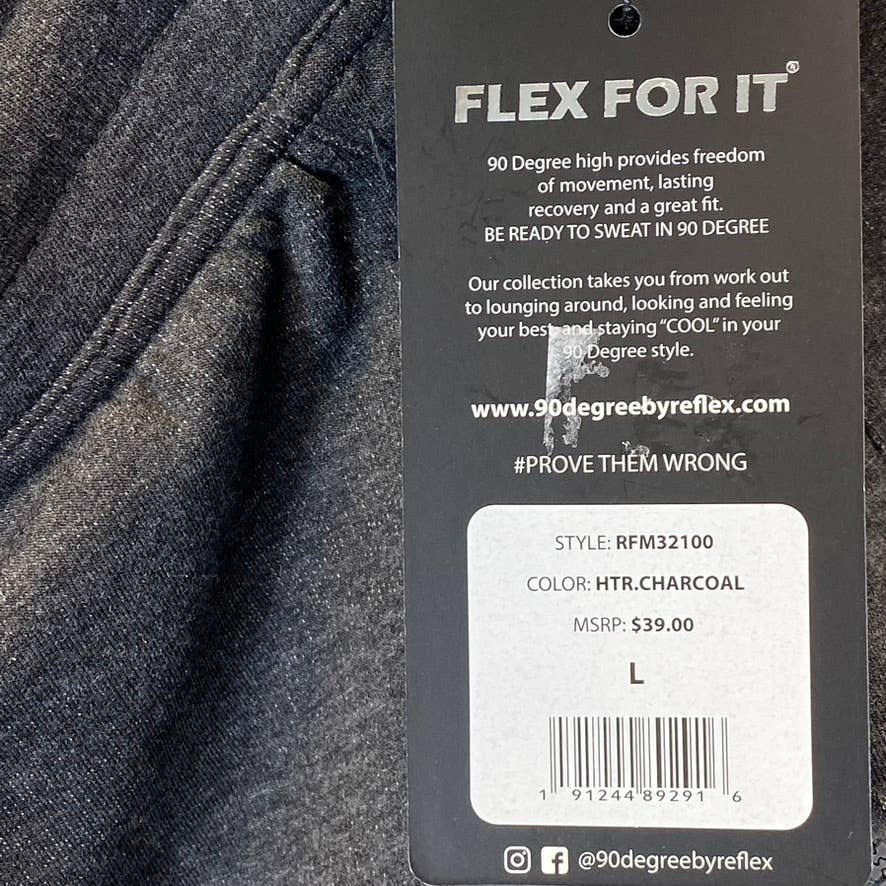 FLEX FOR IT®
90 Degree high provides freedom
of movement, lasting
recovery and a great fit.
BE READY TO SWEAT IN 90 DEGREE
Our collection takes you from work out
to lounging around, looking and feeling
your best, and staying “COOL” in your
90 Degree style.
www.90degreebyreflex.com
#PROVE THEM WRONG
STYLE: RFM32100
COLOR: HTR.CHARCOAL
MSRP: $39.00
L
1 91244 89291 6
@90degreebyreflex